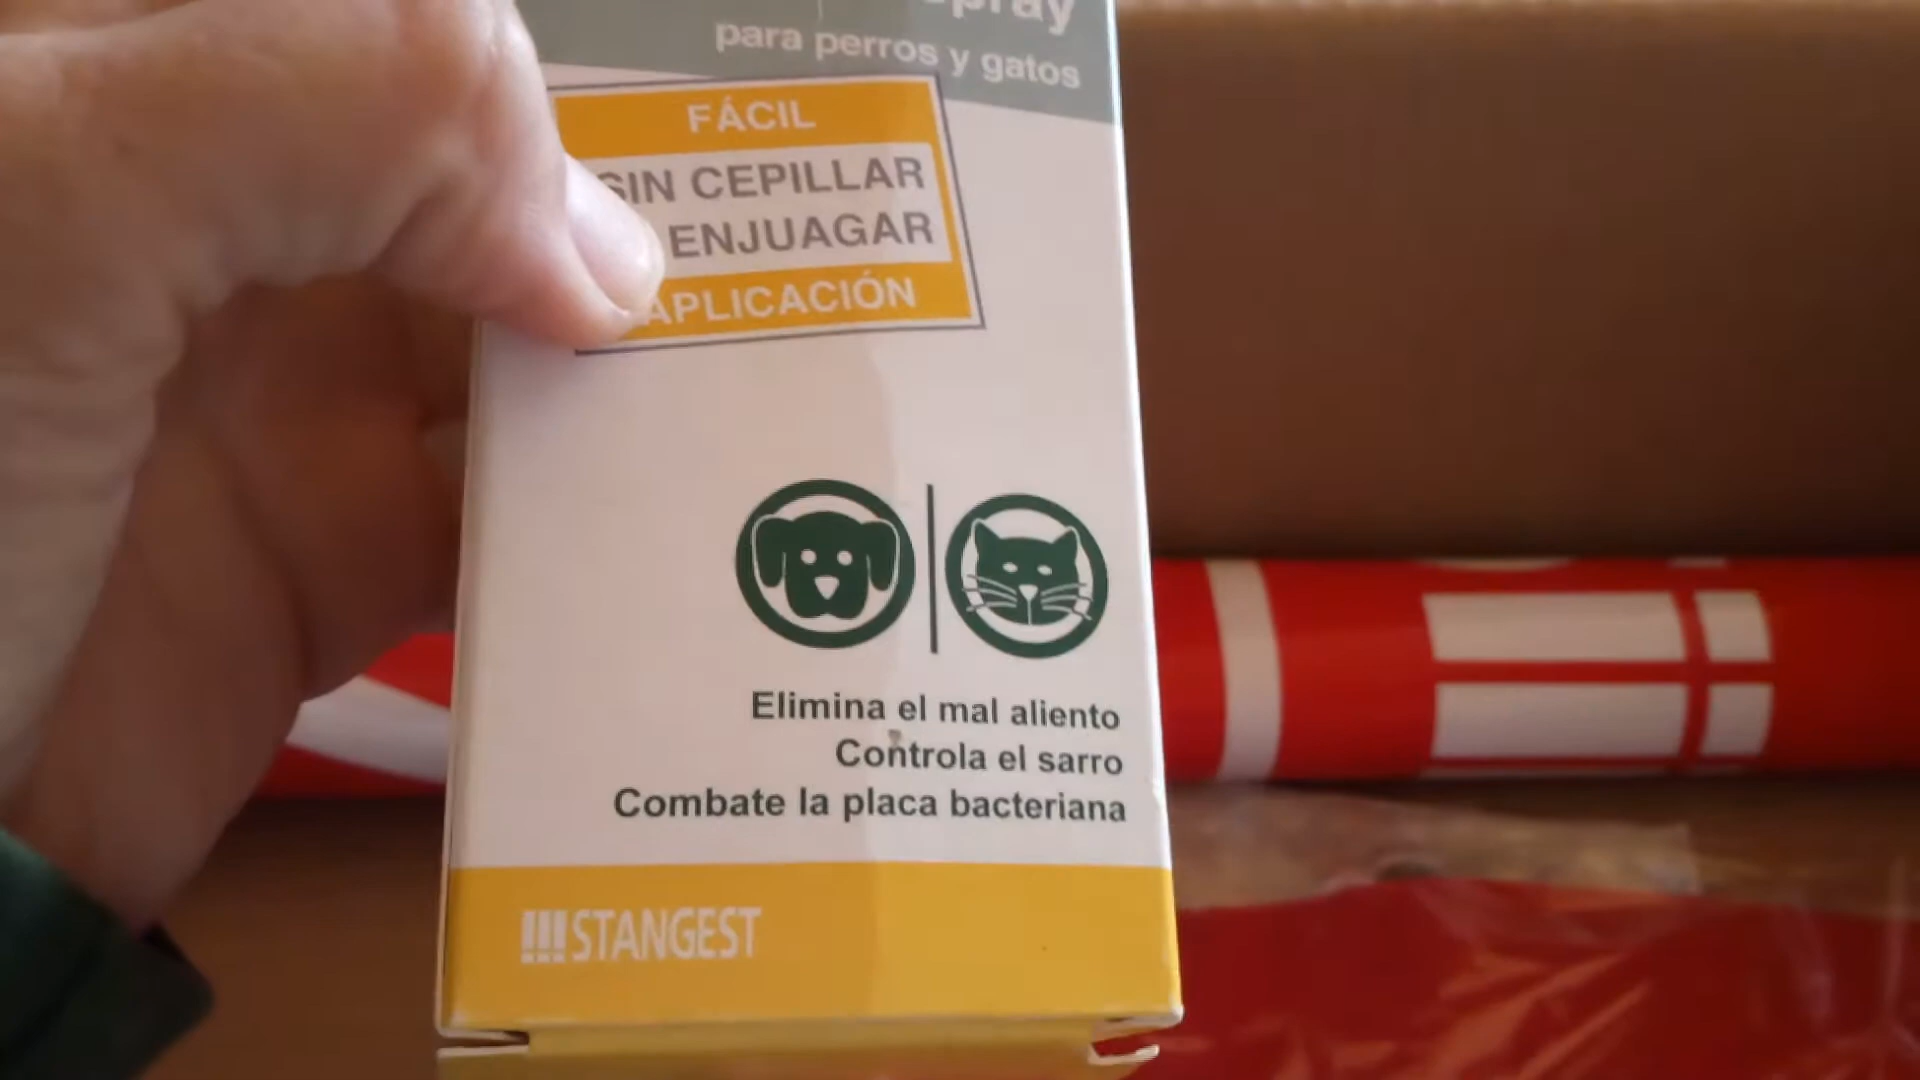 spray
para perros y gatos
FÁCIL
SIN CEPILLAR
ENJUAGAR
APLICACIÓN
Elimina el mal aliento
Controla el sarro
Combate la placa bacteriana
STANGEST